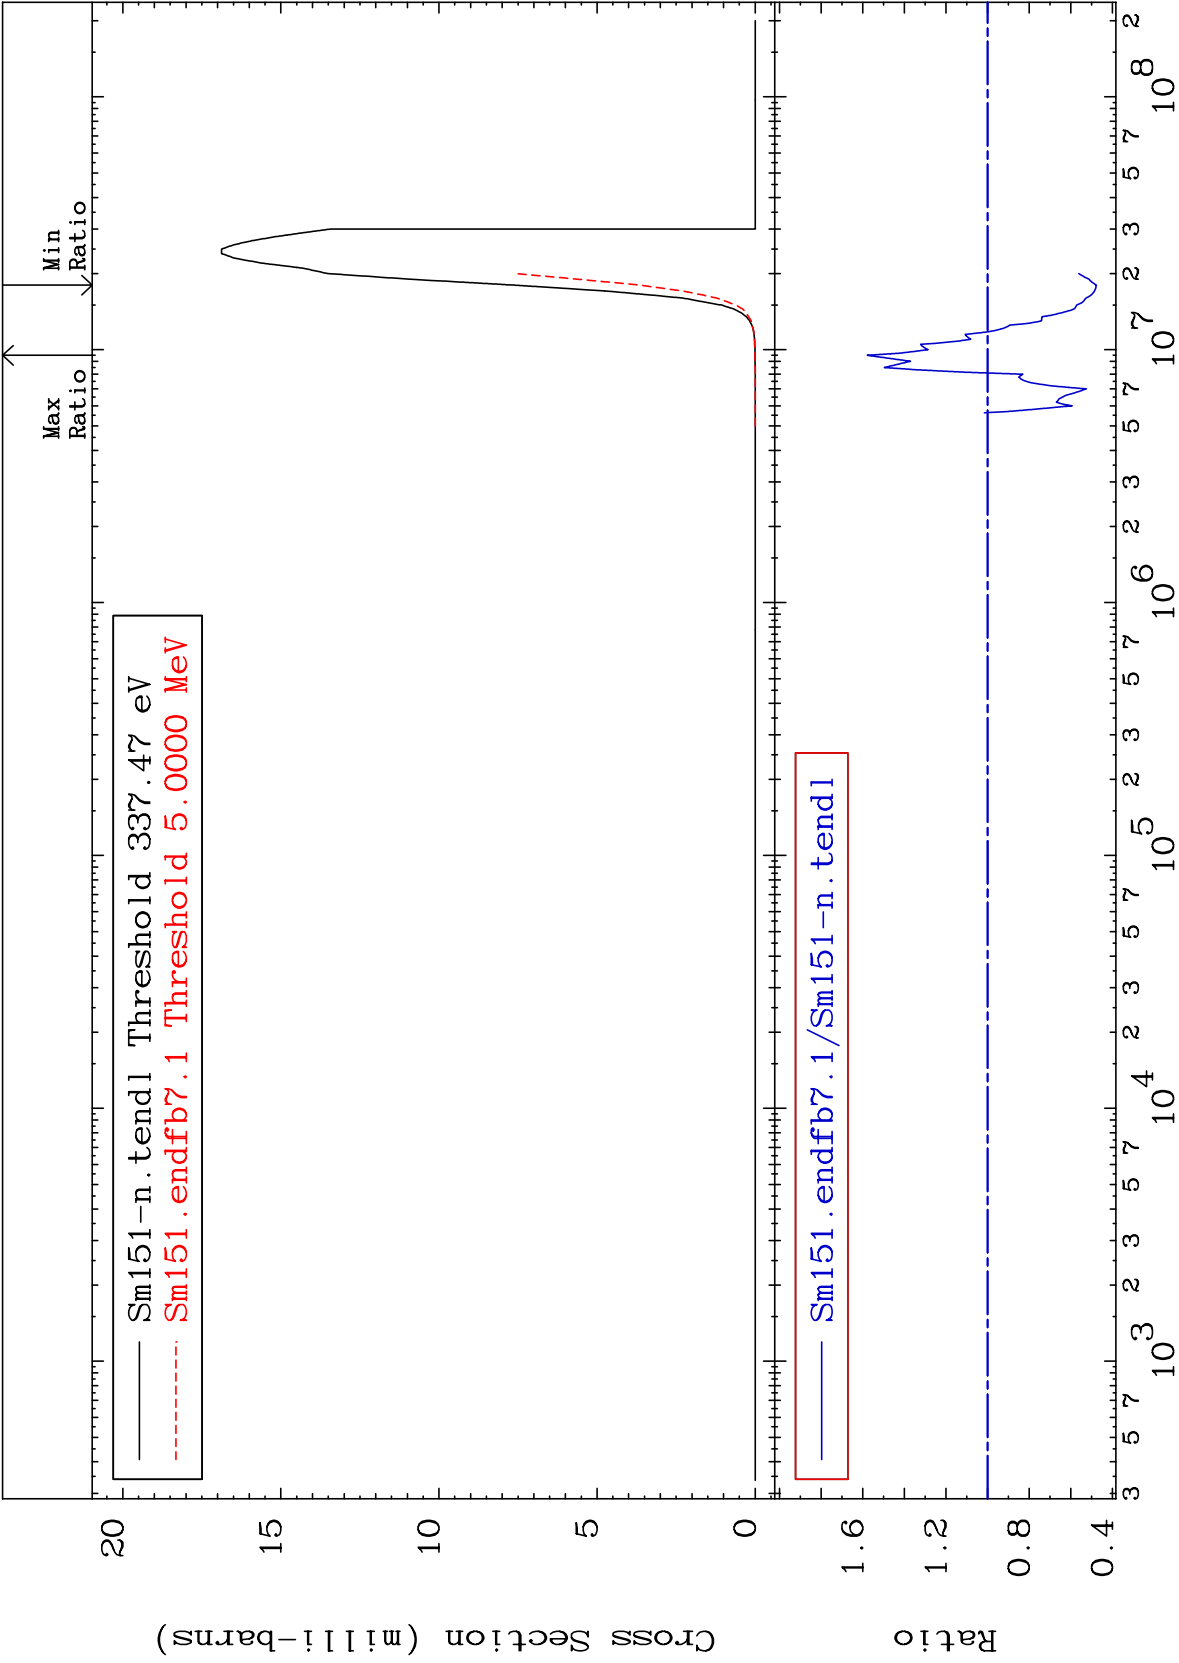 Max
Ratio
Min
Ratio
Sm151-n.tendl Threshold 337.47 eV
Sm151.endfb7.1 Threshold 5.0000 MeV
20
15
10
5
0
Cross Section (milli-barns)
Sm151.endfb7.1/Sm151-n.tendl
1.6
1.2
0.8
0.4
Ratio
3 5 7 2 3 5 7 2 3 5 7 2 3 5 7 2 3 5 7 2 3 5 7 2
10^3 10^4 10^5 10^6 10^7 10^8